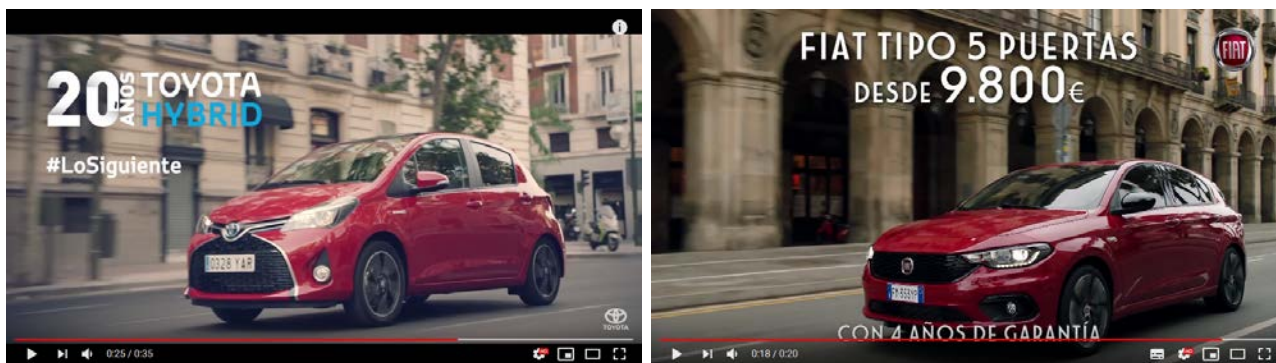 20 AÑOS TOYOTA
HYBRID
#LoSiguiente
0328 YAR
TOYOTA
0:25 / 0:35
FIAT TIPO 5 PUERTAS
DESDE 9.800€
FIAT
CON 4 AÑOS DE GARANTÍA
0:18 / 0:20